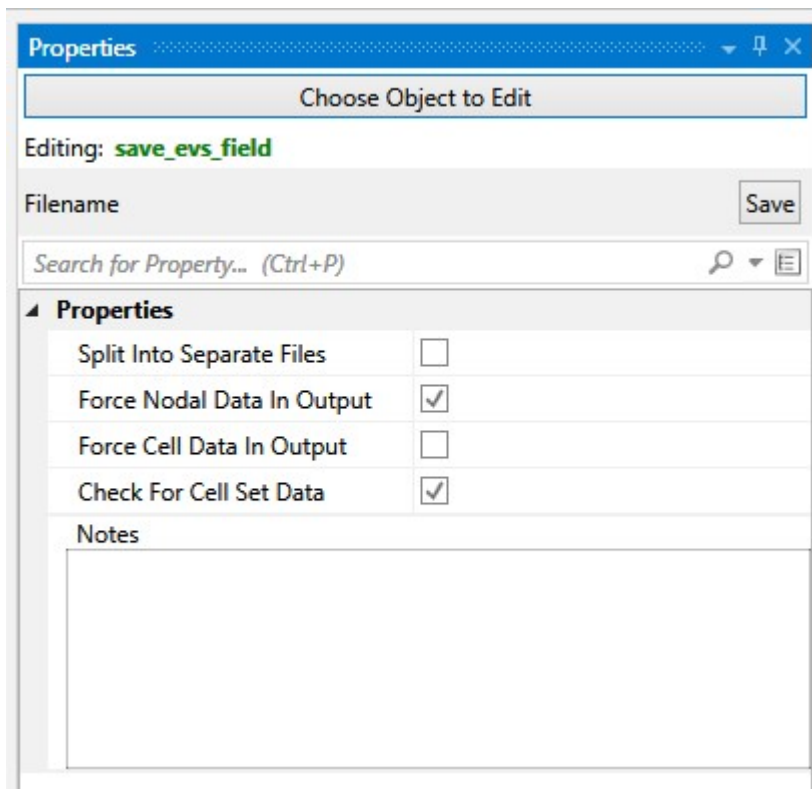 Properties
Choose Object to Edit
Editing: save_evs_field
Filename Save
Search for Property... (Ctrl+P)
Properties
Split Into Separate Files
Force Nodal Data In Output
Force Cell Data In Output
Check For Cell Set Data
Notes